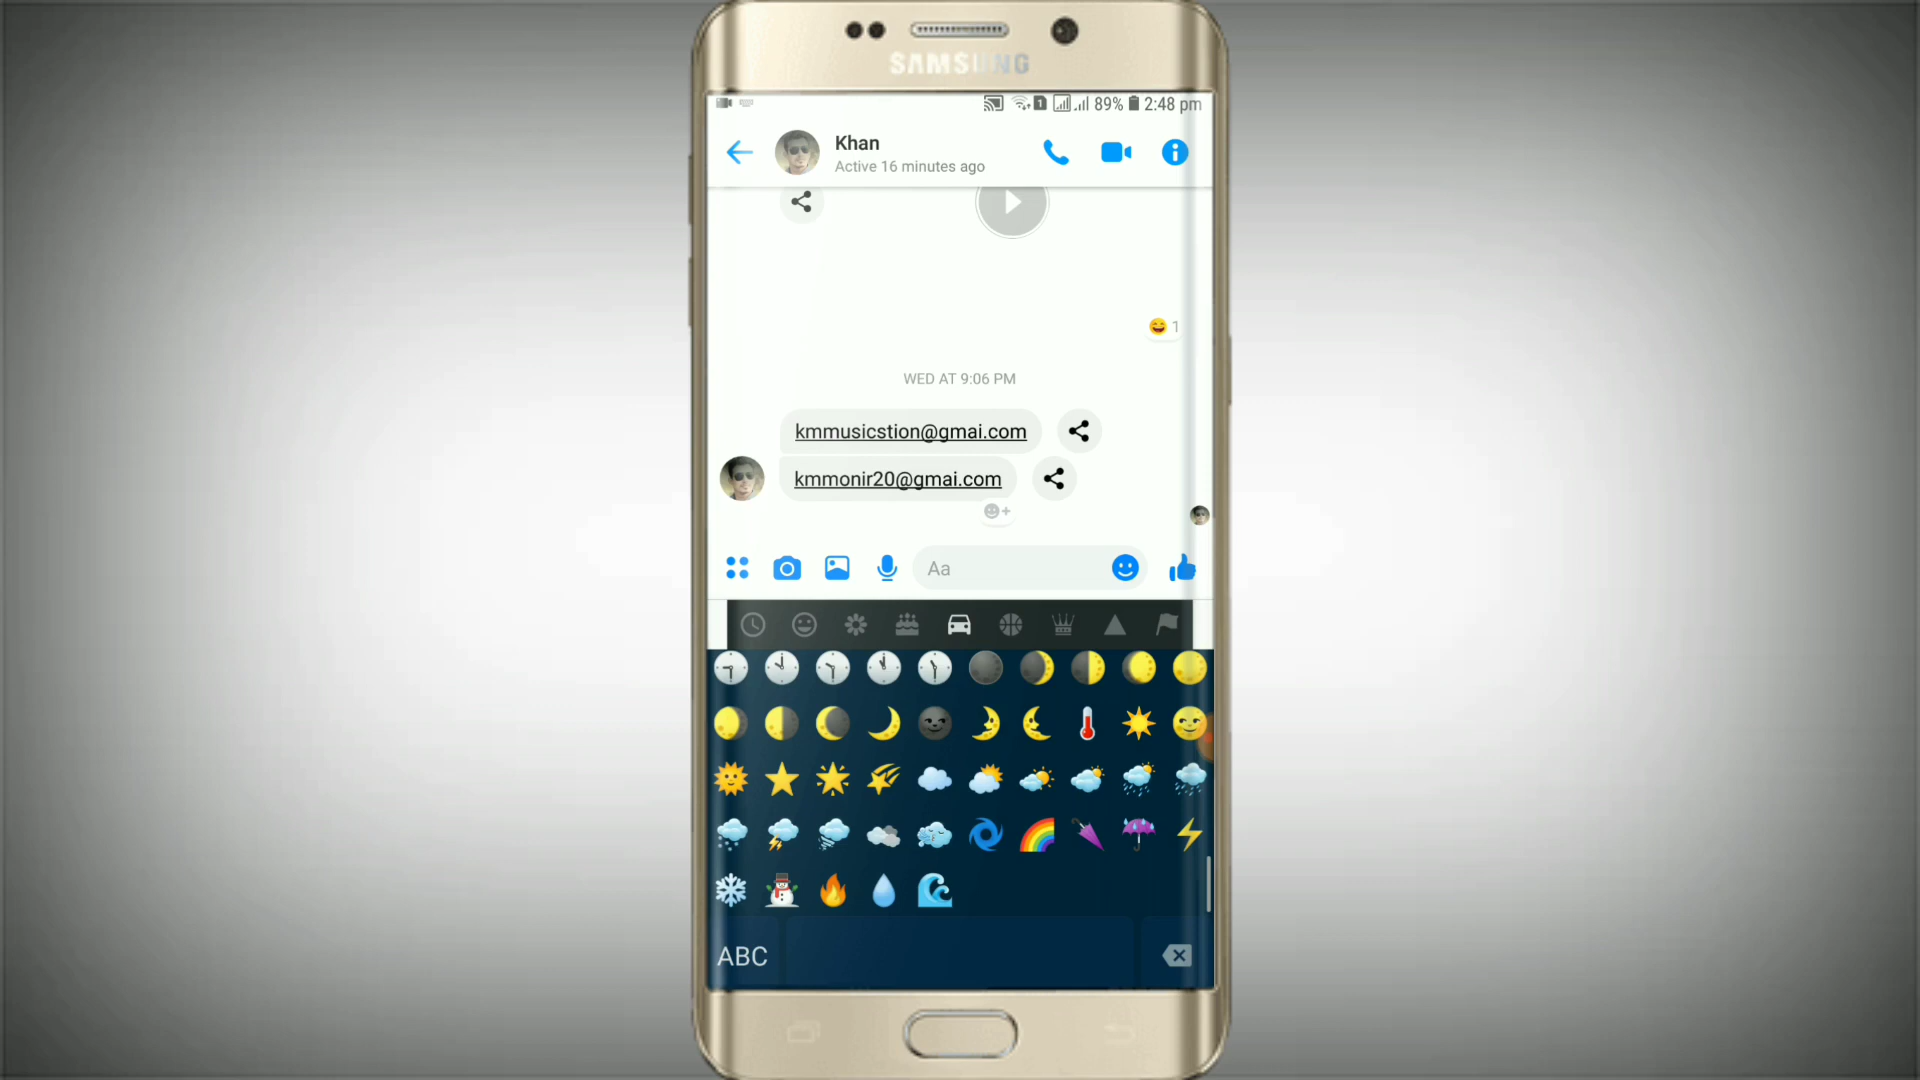 SAMSUNG
1 89% 2:48 pm
Khan
Active 16 minutes ago
1
WED AT 9:06 PM
kmmusicstion@gmai.com
kmmonir20@gmai.com
Aa
ABC